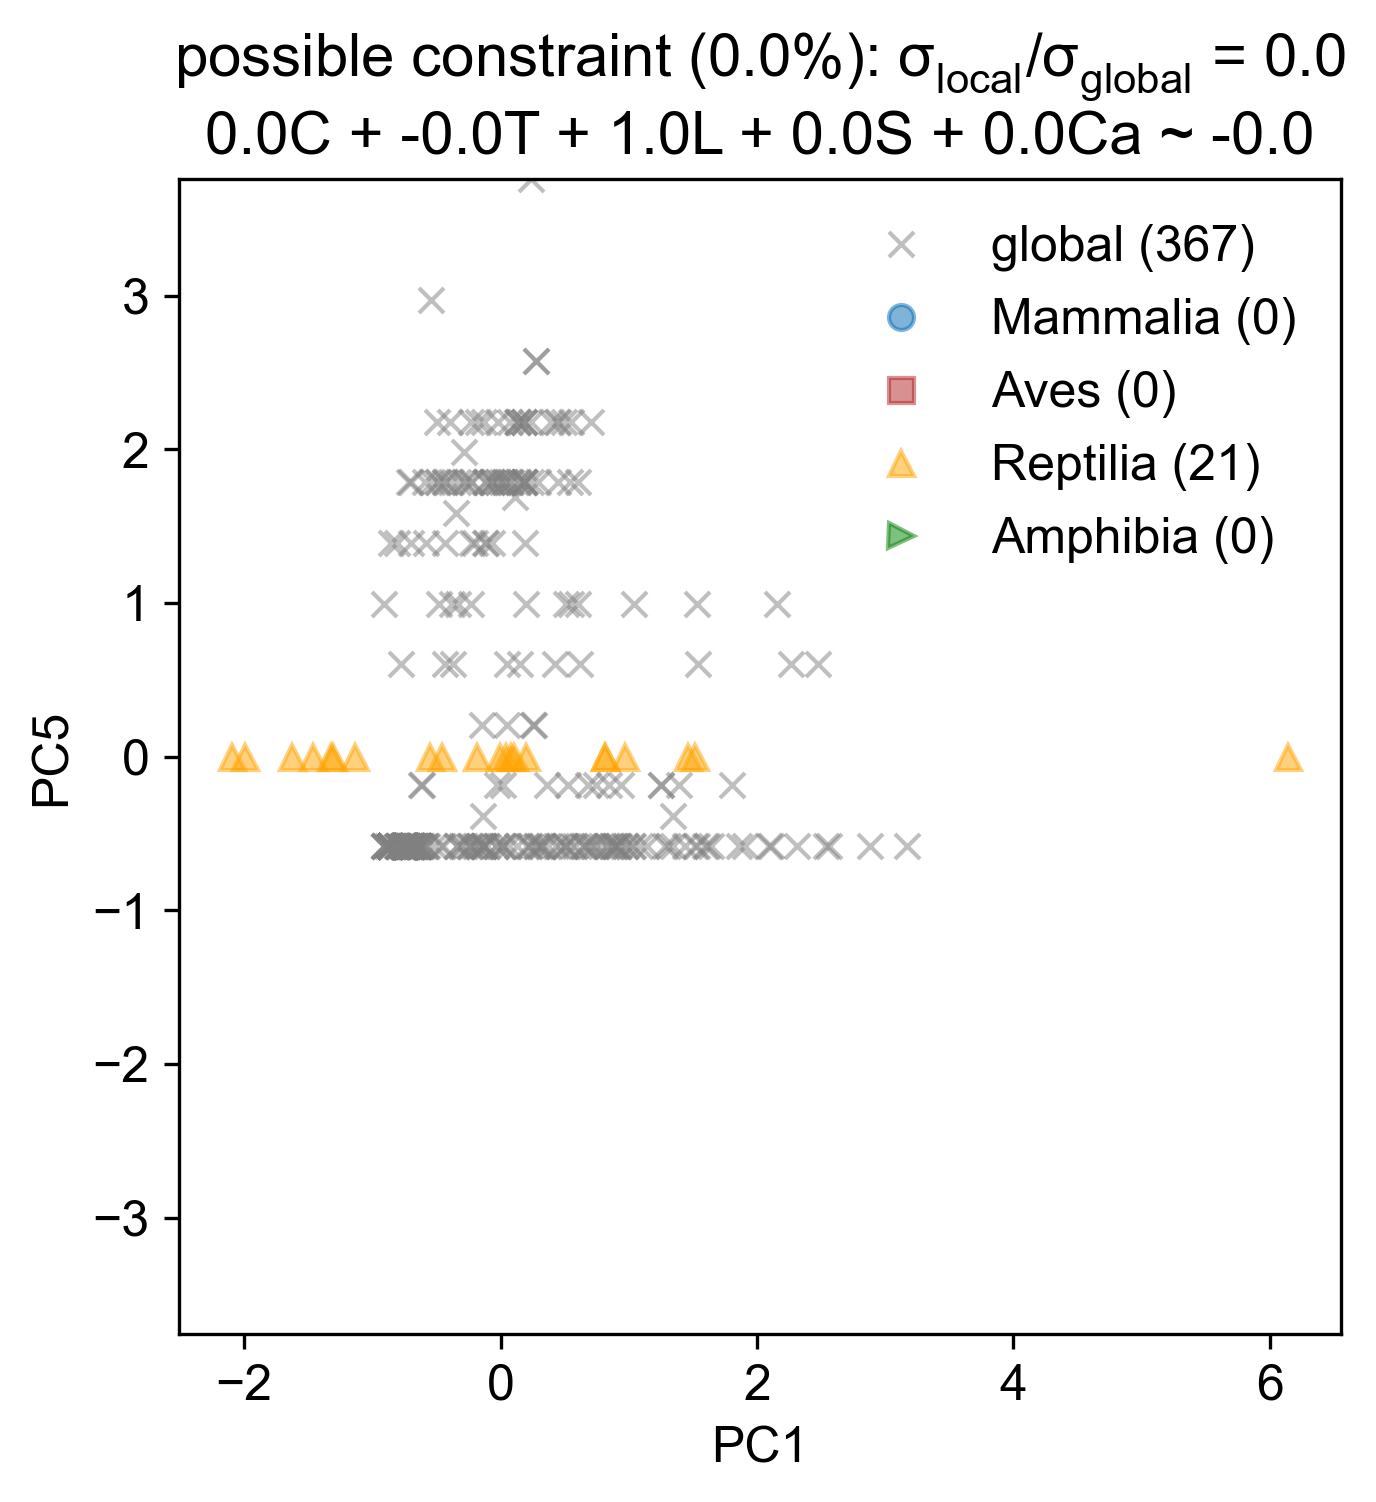 possible constraint (0.0%): σlocal/σglobal = 0.0
0.0C + -0.0T + 1.0L + 0.0S + 0.0Ca ~ -0.0
global (367)
Mammalia (0)
Aves (0)
Reptilia (21)
Amphibia (0)
3
2
1
0
−1
−2
−3
PC5
−2 0 2 4 6
PC1